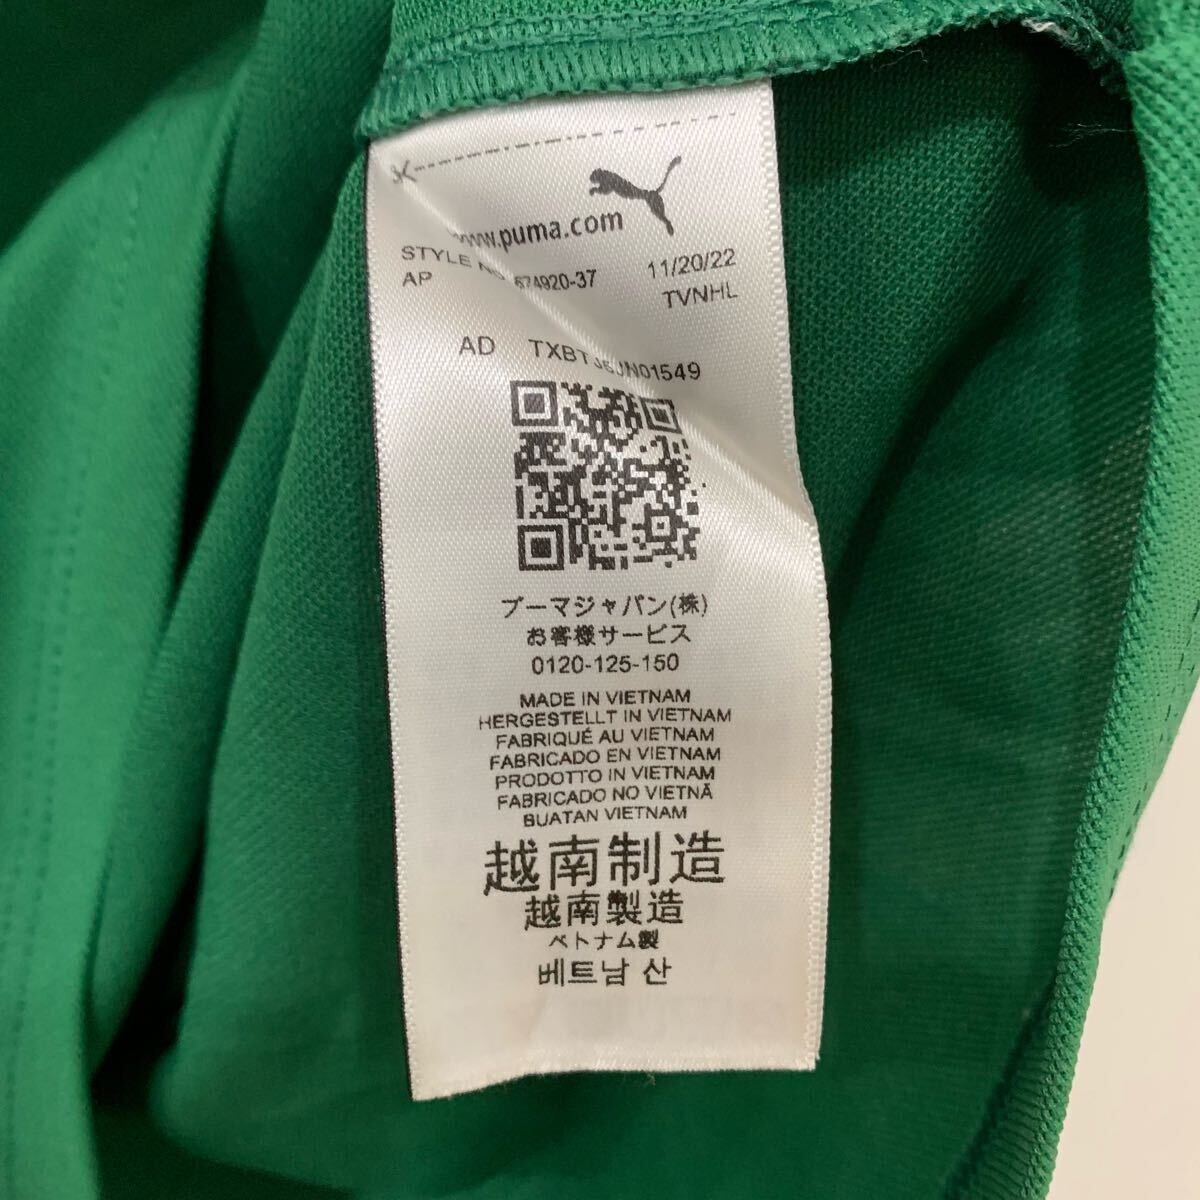 www.puma.com
STYLE NO. 674920-37 11/20/22
AP TVNHL
AD
プーマジャパン(株)
お客様サービス
0120-125-150
MADE IN VIETNAM
HERGESTELLT IN VIETNAM
FABRIQUÉ AU VIETNAM
FABRICADO EN VIETNAM
PRODOTTO IN VIETNAM
FABRICADO NO VIETNÃ
BUATAN VIETNAM
越南制造
越南製造
ベトナム製
베트남 산